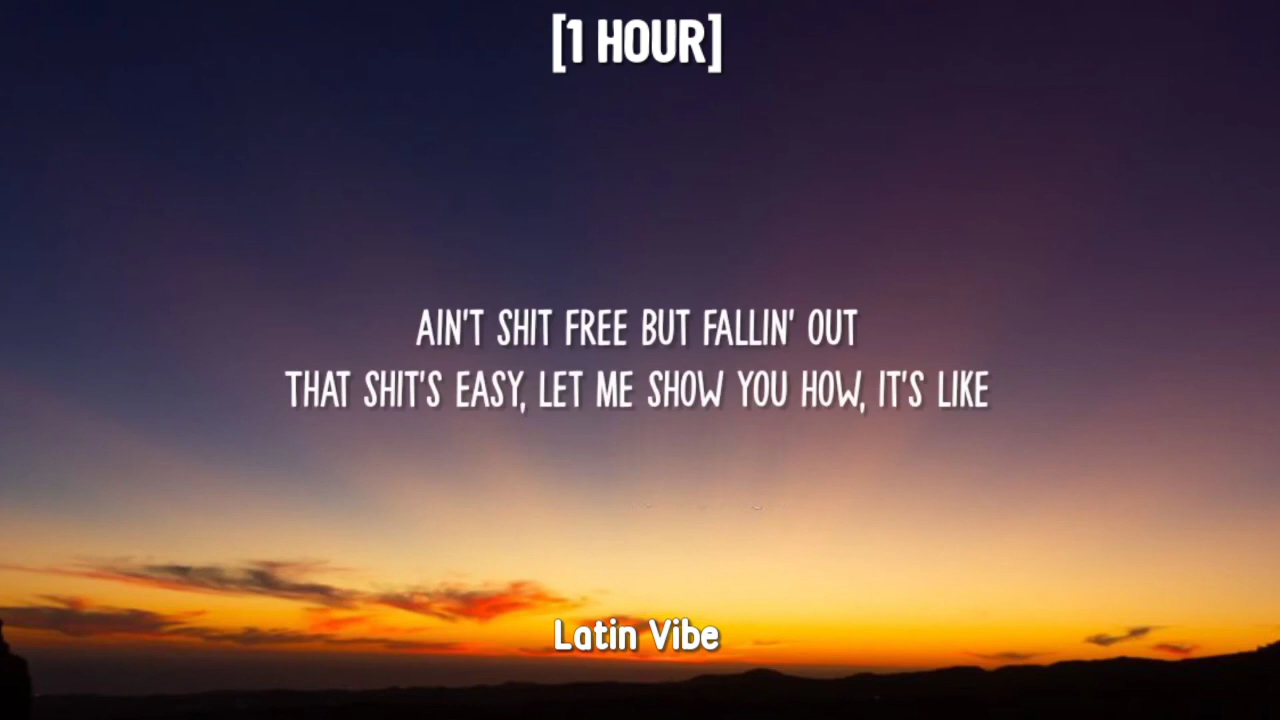 [1 HOUR]
AIN'T SHIT FREE BUT FALLIN' OUT
THAT SHIT'S EASY, LET ME SHOW YOU HOW, IT'S LIKE
Latin Vibe